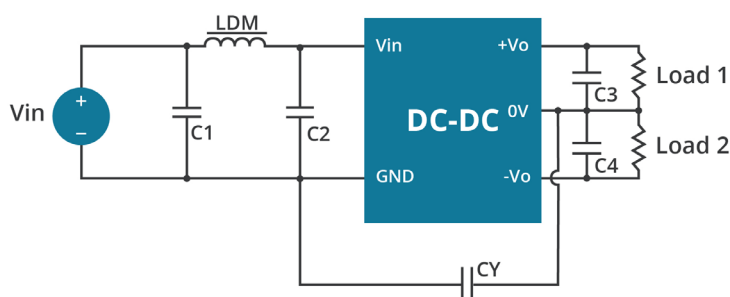 LDM
Vin
+
−
C1
C2
Vin
+Vo
DC-DC
0V
GND
-Vo
C3
C4
Load 1
Load 2
CY